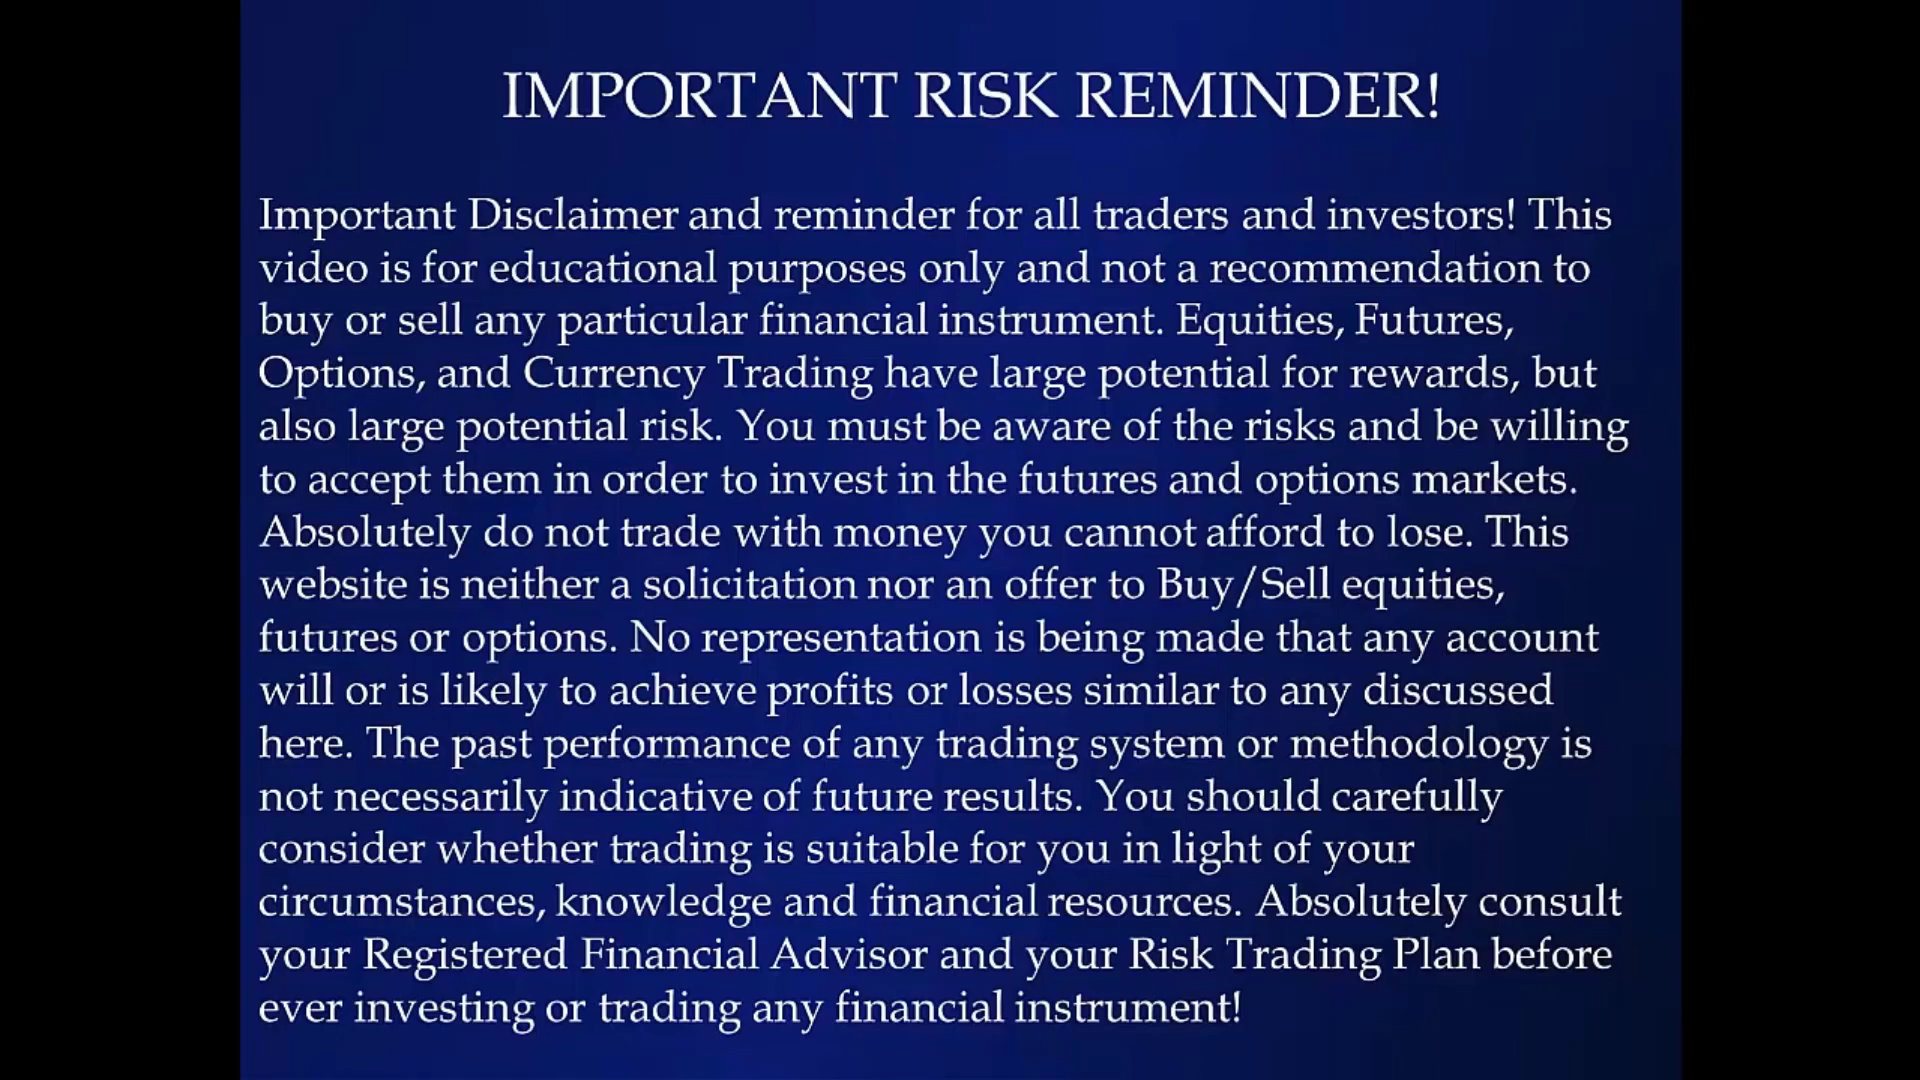 IMPORTANT RISK REMINDER!
Important Disclaimer and reminder for all traders and investors! This
video is for educational purposes only and not a recommendation to
buy or sell any particular financial instrument. Equities, Futures,
Options, and Currency Trading have large potential for rewards, but
also large potential risk. You must be aware of the risks and be willing
to accept them in order to invest in the futures and options markets.
Absolutely do not trade with money you cannot afford to lose. This
website is neither a solicitation nor an offer to Buy/Sell equities,
futures or options. No representation is being made that any account
will or is likely to achieve profits or losses similar to any discussed
here. The past performance of any trading system or methodology is
not necessarily indicative of future results. You should carefully
consider whether trading is suitable for you in light of your
circumstances, knowledge and financial resources. Absolutely consult
your Registered Financial Advisor and your Risk Trading Plan before
ever investing or trading any financial instrument!